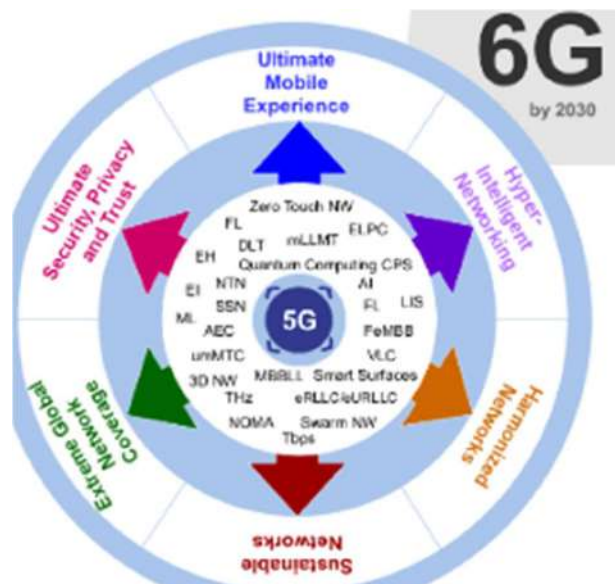 6G
by 2030
Ultimate
Mobile
Experience
Hyper-
Intelligent
Networking
Harmonized
Networks
Sustainable
Networks
Extreme Global
Network
Coverage
Ultimate
Security, Privacy
and Trust
Zero Touch NW
FL
ELPC
DLT
mLLMT
EH
Quantum Computing
CPS
EI
NTN
AI
SSN
FL
LIS
ML
5G
AEC
FeMBB
umMTC
VLC
3D NW
MBBLL
Smart Surfaces
THz
eRLLC/eURLLC
NOMA
Swarm NW
Tbps